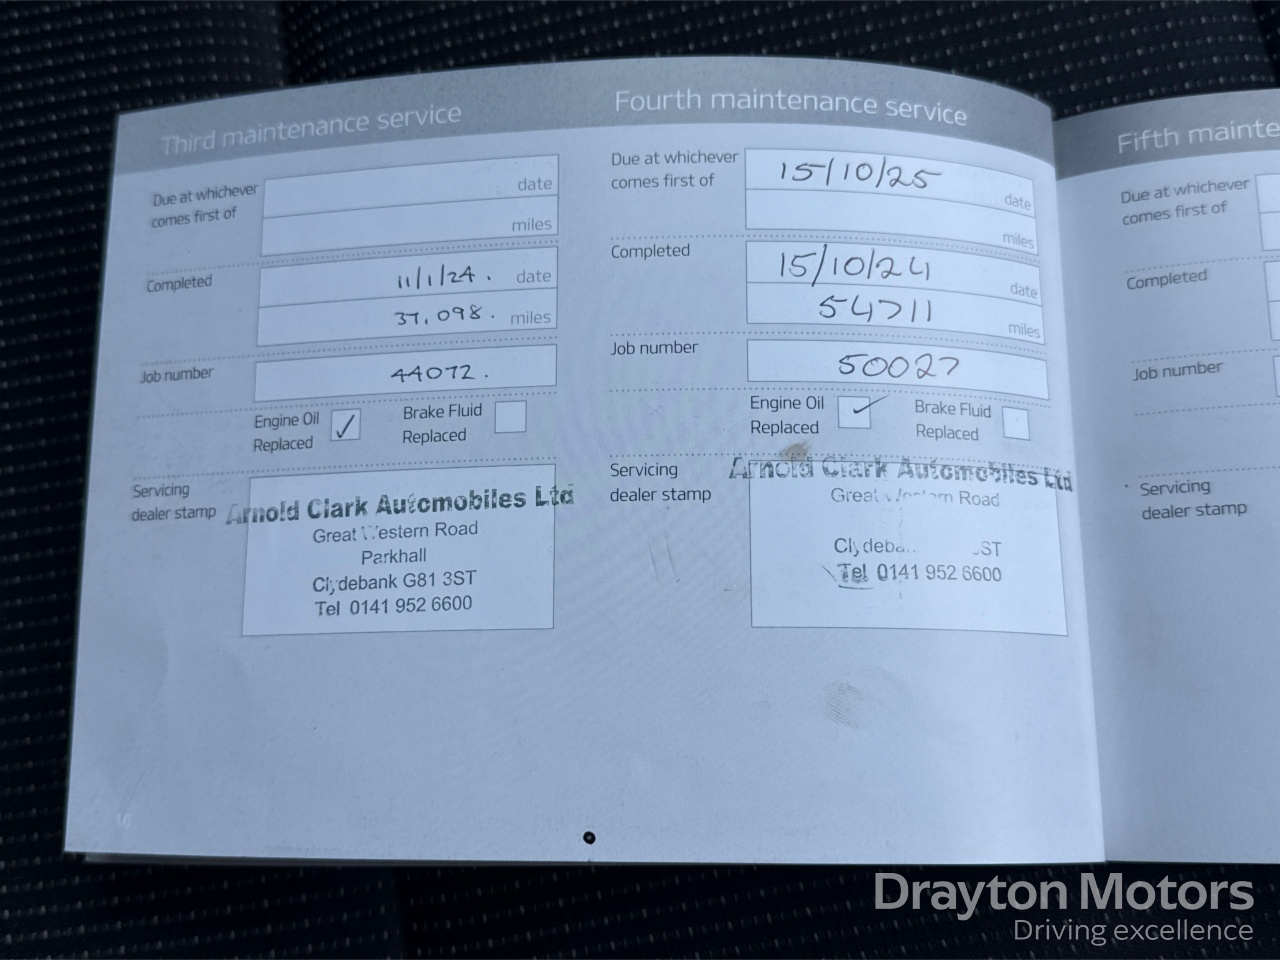 Third maintenance service
Due at whichever
comes first of
date
miles
Completed
11/1/24. date
37,098. miles
Job number
44072.
Engine Oil
Replaced
Brake Fluid
Replaced
Servicing
dealer stamp
Arnold Clark Automobiles Ltd
Great Western Road
Parkhall
Clydebank G81 3ST
Tel 0141 952 6600
16
Fourth maintenance service
Due at whichever
comes first of
15/10/25
date
miles
Completed
15/10/24
date
54711
miles
Job number
50027
Engine Oil
Replaced
Brake Fluid
Replaced
Servicing
dealer stamp
Arnold Clark Automobiles Ltd
Great Western Road
Clydeba 3ST
Tel 0141 952 6600
Fifth mainte
Due at whichever
comes first of
Completed
Job number
Servicing
dealer stamp
Drayton Motors
Driving excellence